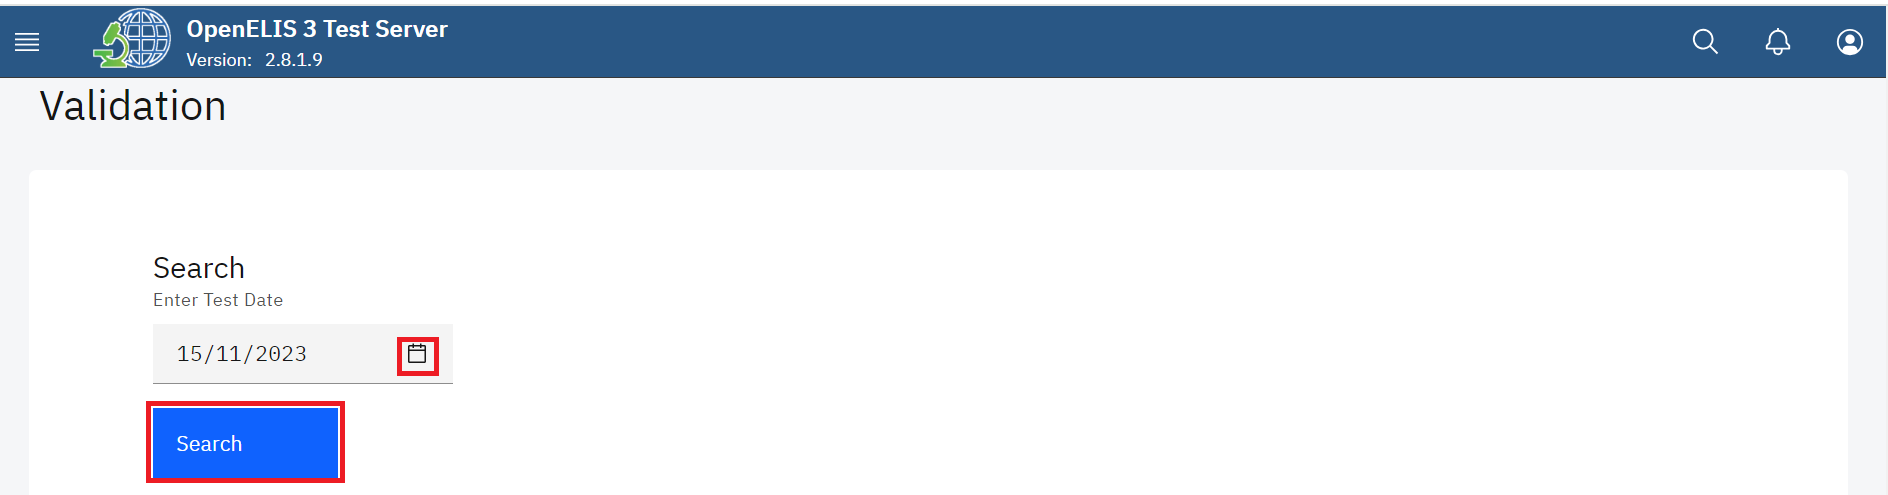 OpenELIS 3 Test Server
Version: 2.8.1.9
Validation
Search
Enter Test Date
15/11/2023
Search